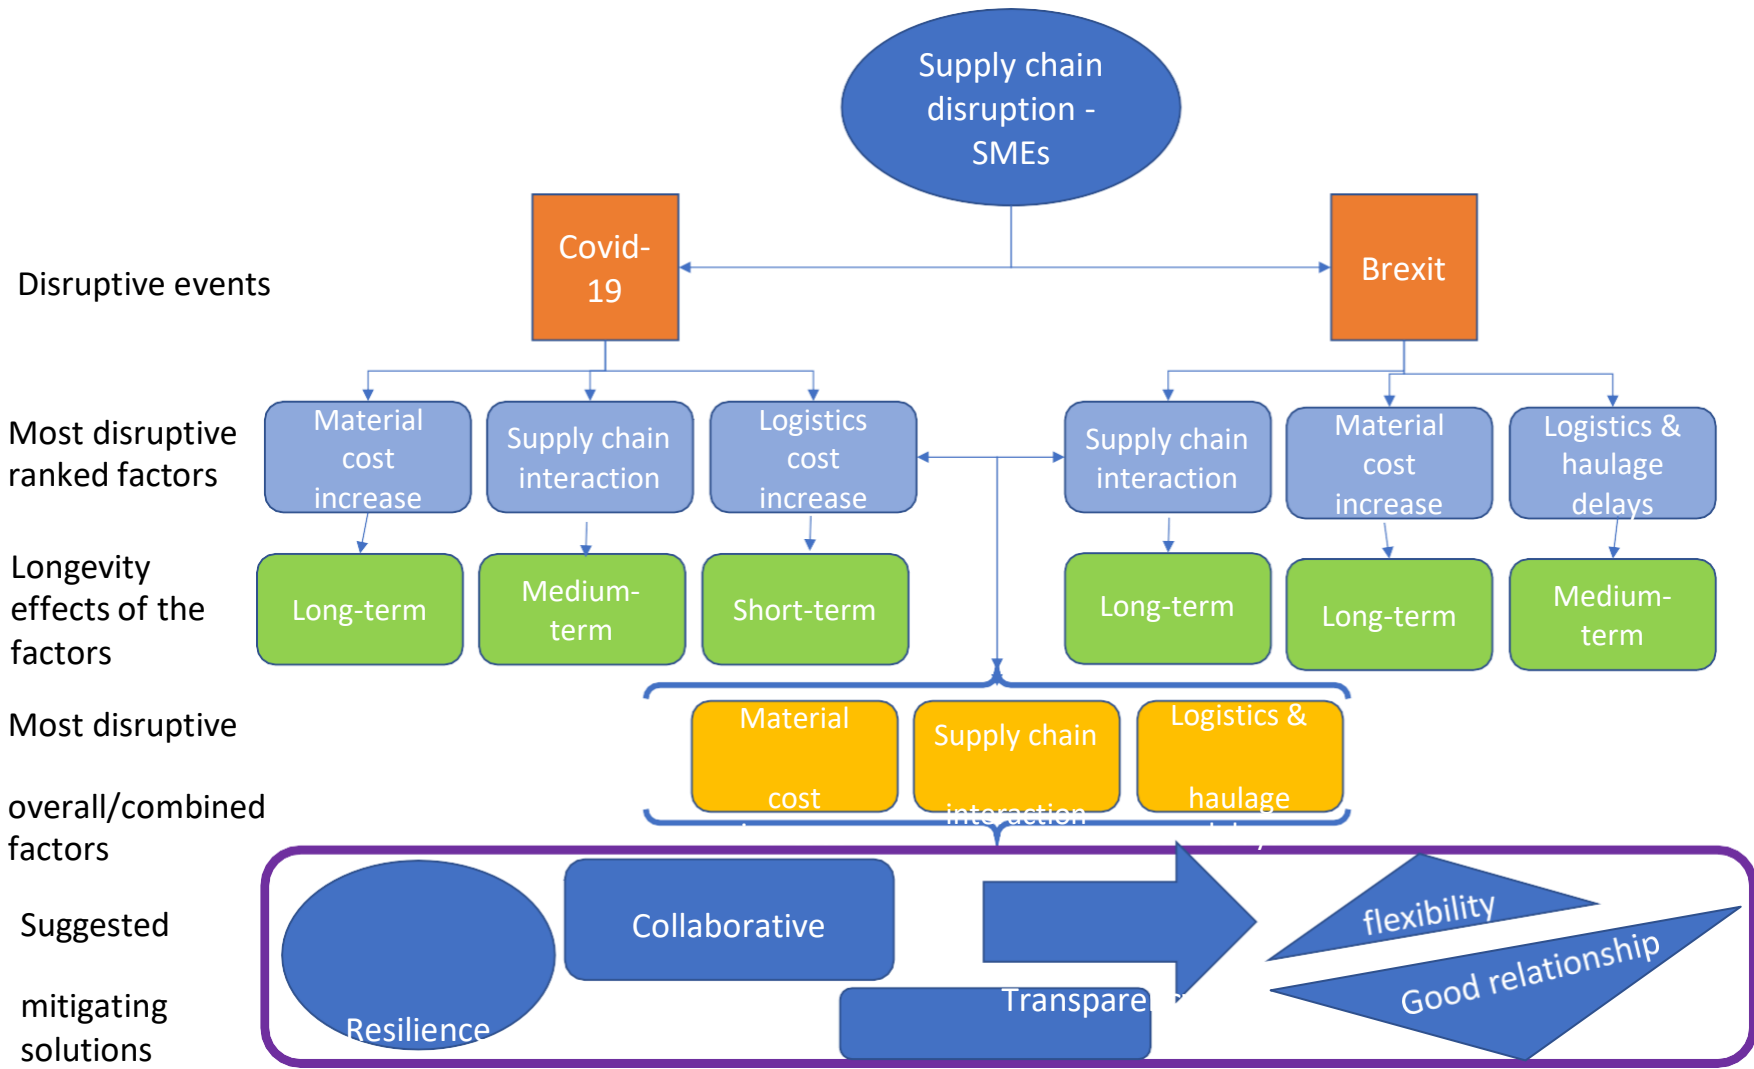 Supply chain
disruption -
SMEs
Covid-
19
Brexit
Disruptive events
Most disruptive
ranked factors
Material
cost
increase
Supply chain
interaction
Logistics
cost
increase
Supply chain
interaction
Material
cost
increase
Logistics &
haulage
delays
Longevity
effects of the
factors
Long-term
Medium-
term
Short-term
Long-term
Long-term
Medium-
term
Most disruptive
overall/combined
factors
Material
cost
Supply chain
interaction
Logistics &
haulage
Suggested
mitigating
solutions
Resilience
Collaborative
flexibility
Good relationship